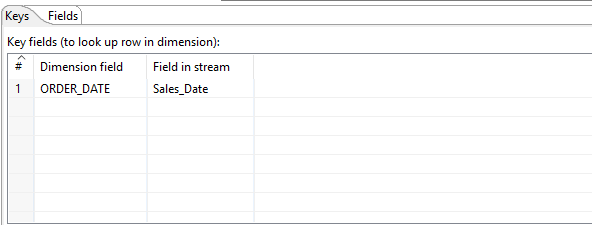 Keys Fields
Key fields (to look up row in dimension):
# Dimension field Field in stream
1 ORDER_DATE Sales_Date